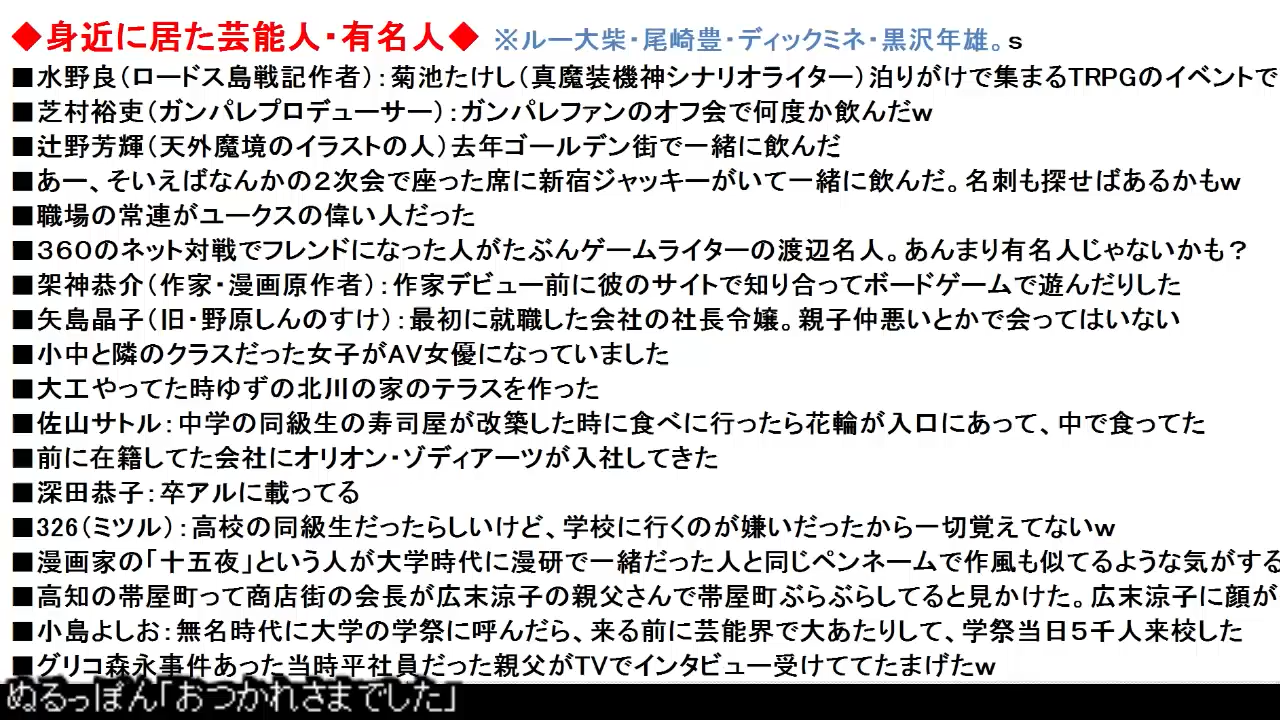 ◆身近に居た芸能人・有名人◆ ※ルー大柴・尾崎豊・ディックミネ・黒沢年雄。s
■水野良（ロードス島戦記作者）：菊池たけし（真魔装機神シナリオライター）泊りがけで集まるTRPGのイベントで
■芝村裕吏（ガンパレプロデューサー）：ガンパレファンのオフ会で何度か飲んだw
■辻野芳輝（天外魔境のイラストの人）去年ゴールデン街で一緒に飲んだ
■あー、そいえばなんかの２次会で座った席に新宿ジャッキーがいて一緒に飲んだ。名刺も探せばあるかもw
■職場の常連がユークスの偉い人だった
■３６０のネット対戦でフレンドになった人がたぶんゲームライターの渡辺名人。あんまり有名人じゃないかも？
■架神恭介（作家・漫画原作者）：作家デビュー前に彼のサイトで知り合ってボードゲームで遊んだりした
■矢島晶子（旧・野原しんのすけ）：最初に就職した会社の社長令嬢。親子仲悪いとかで会ってはいない
■小中と隣のクラスだった女子がAV女優になっていました
■大工やってた時ゆずの北川の家のテラスを作った
■佐山サトル：中学の同級生の寿司屋が改築した時に食べに行ったら花輪が入口にあって、中で食ってた
■前に在籍してた会社にオリオン・ゾディアーツが入社してきた
■深田恭子：卒アルに載ってる
■326（ミツル）：高校の同級生だったらしいけど、学校に行くのが嫌いだったから一切覚えてないw
■漫画家の「十五夜」という人が大学時代に漫研で一緒だった人と同じペンネームで作風も似てるような気がする
■高知の帯屋町って商店街の会長が広末涼子の親父さんで帯屋町ぶらぶらしてると見かけた。広末涼子に顔が
■小島よしお：無名時代に大学の学祭に呼んだら、来る前に芸能界で大あたりして、学祭当日５千人来校した
■グリコ森永事件あった当時平社員だった親父がTVでインタビュー受けててたまげたw
ぬるっぽん「おつかれさまでした」